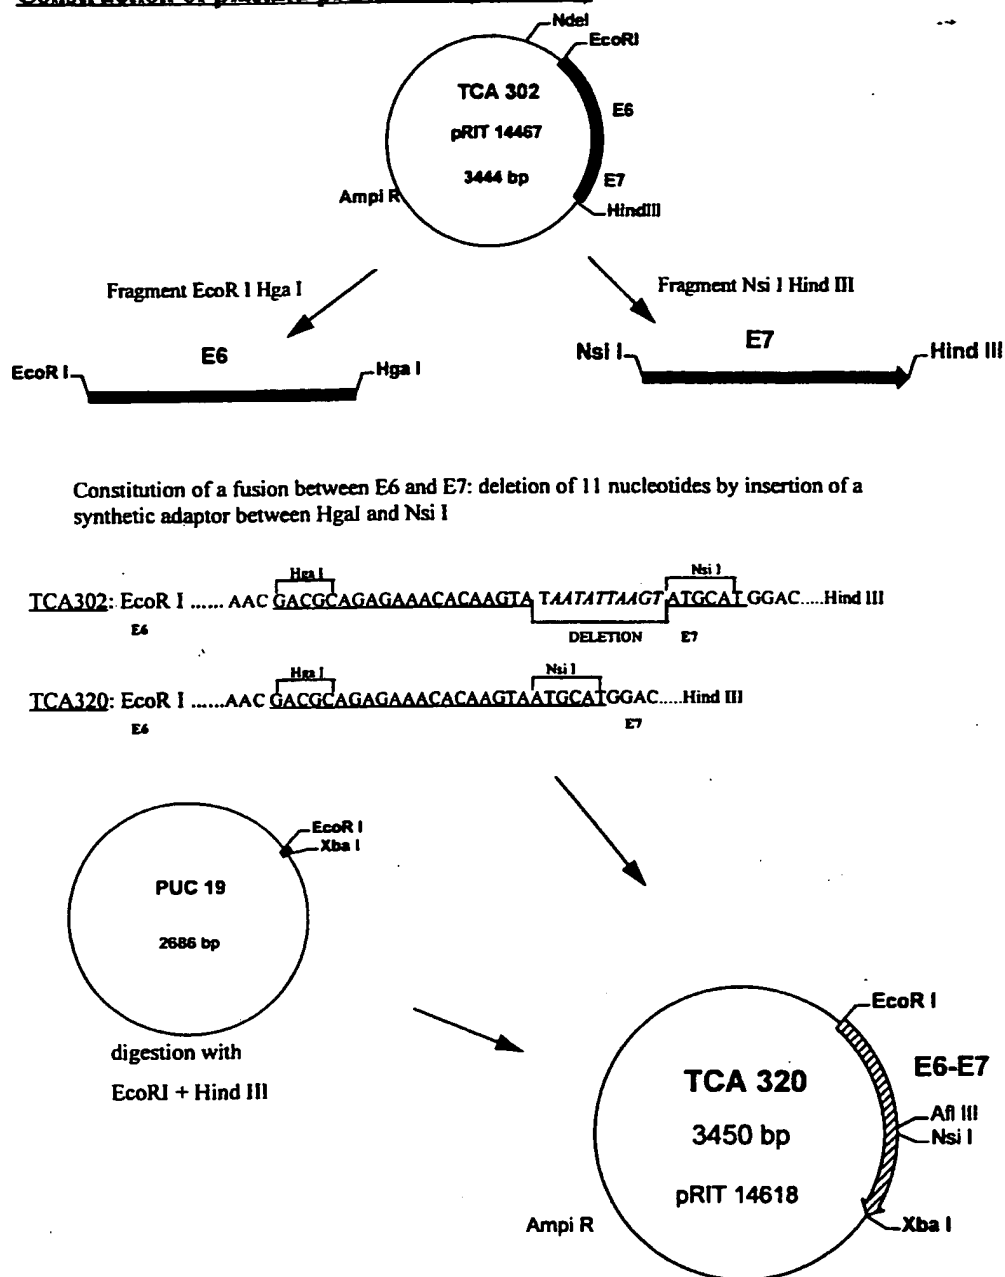 NdeI
EcoRI
TCA 302
pRIT 14467
3444 bp
E6
E7
Ampi R
HindIII
Fragment EcoR I Hga I
Fragment Nsi I Hind III
E6
EcoR I
Hga I
E7
Nsi I
Hind III
Constitution of a fusion between E6 and E7: deletion of 11 nucleotides by insertion of a
synthetic adaptor between HgaI and Nsi I
Hga I
Nsi I
TCA302: EcoR I ...... AAC GACGCAGAGAAACACAAGTA TAATATTAAGT ATGCAT GGAC.....Hind III
E6
DELETION
E7
Hga I
Nsi I
TCA320: EcoR I ......AAC GACGCAGAGAAACACAAGTAATGCATGGAC.....Hind III
E6
E7
EcoR I
Xba I
PUC 19
2686 bp
digestion with
EcoRI + Hind III
EcoR I
TCA 320
3450 bp
pRIT 14618
E6-E7
Afl III
Nsi I
Ampi R
Xba I